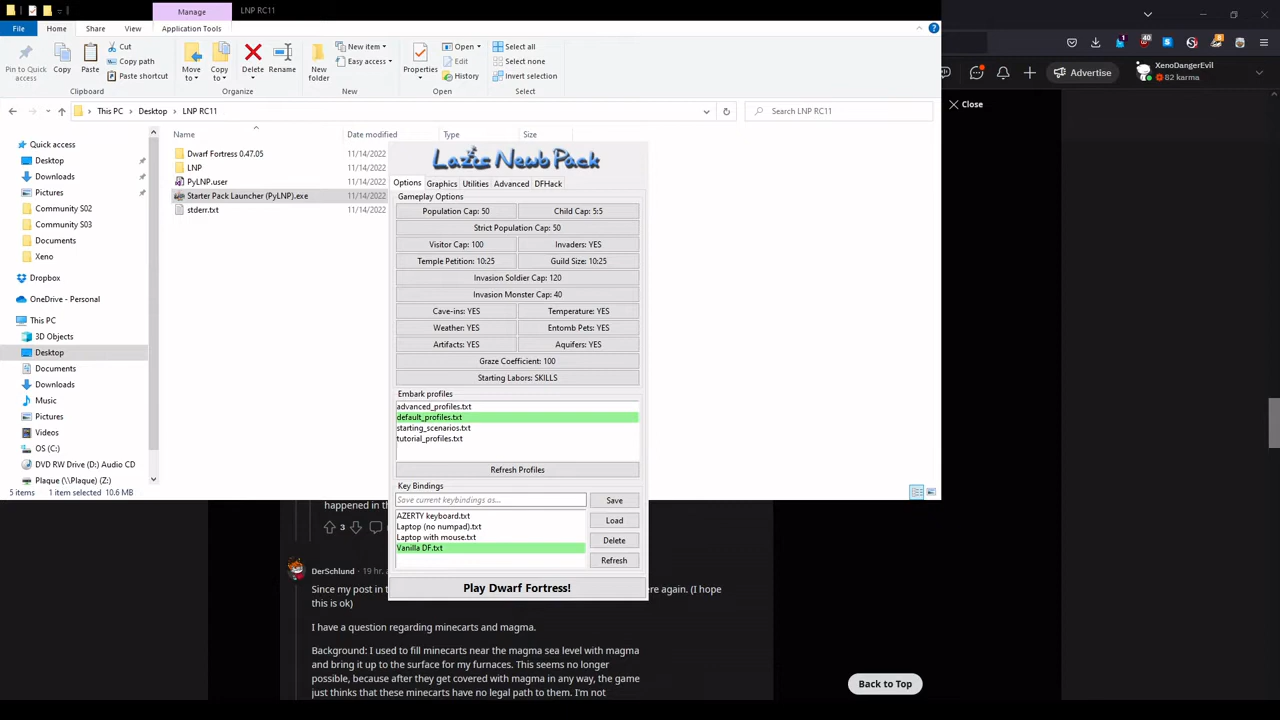 Manage
LNP RC11
File
Home
Share
View
Application Tools
Pin to Quick
access
Copy
Paste
Cut
Copy path
Paste shortcut
Clipboard
Move
to
Copy
to
Delete
Rename
Organize
New
folder
New item
Easy access
New
Properties
Open
Edit
History
Open
Select all
Select none
Invert selection
Select
This PC
Desktop
LNP RC11
Search LNP RC11
Name
Date modified
Type
Size
Quick access
Desktop
Downloads
Pictures
Community S02
Community S03
Documents
Xeno
Dropbox
OneDrive - Personal
This PC
3D Objects
Desktop
Documents
Downloads
Music
Pictures
Videos
OS (C:)
DVD RW Drive (D:) Audio CD
Plaque (\\Plaque) (Z:)
5 items
1 item selected 10.6 MB
Dwarf Fortress 0.47.05
11/14/2022
LNP
11/14/2022
PyLNP.user
11/14/2022
Starter Pack Launcher (PyLNP).exe
11/14/2022
stderr.txt
11/14/2022
Lazy Newb Pack
Options
Graphics
Utilities
Advanced
DFHack
Gameplay Options
Population Cap: 50
Child Cap: 5:5
Strict Population Cap: 50
Visitor Cap: 100
Invaders: YES
Temple Petition: 10:25
Guild Size: 10:25
Invasion Soldier Cap: 120
Invasion Monster Cap: 40
Cave-ins: YES
Temperature: YES
Weather: YES
Entomb Pets: YES
Artifacts: YES
Aquifers: YES
Graze Coefficient: 100
Starting Labors: SKILLS
Embark profiles
advanced_profiles.txt
default_profiles.txt
starting_scenarios.txt
tutorial_profiles.txt
Refresh Profiles
Key Bindings
Save current keybindings as...
Save
AZERTY keyboard.txt
Laptop (no numpad).txt
Laptop with mouse.txt
Vanilla DF.txt
Load
Delete
Refresh
Play Dwarf Fortress!
Advertise
XenoDangerEvil
82 karma
Close
happened in th
3
DerSchlund
19 hr.
Since my post in t
ere again. (I hope
this is ok)
I have a question regarding minecarts and magma.
Background: I used to fill minecarts near the magma sea level with magma
and bring it up to the surface for my furnaces. This seems no longer
possible, because after they get covered with magma in any way, the game
just thinks that these minecarts have no legal path to them. I'm not
Back to Top